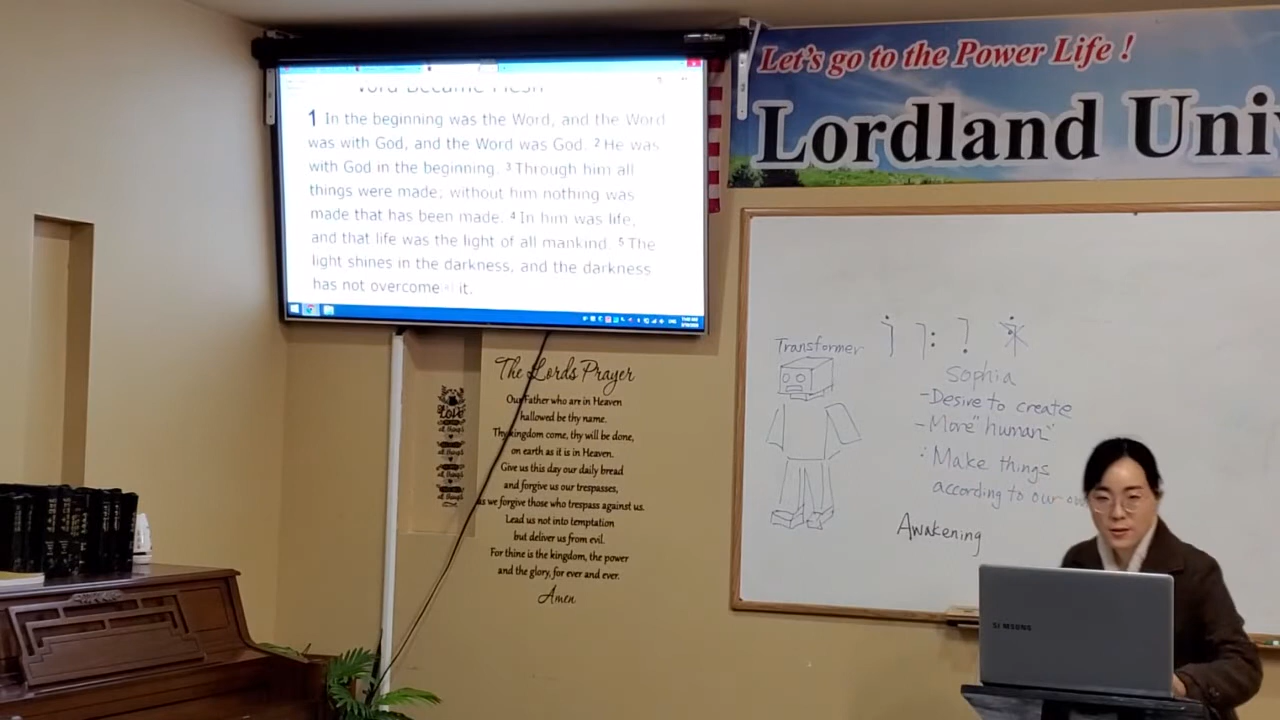 Word Became Flesh
1 In the beginning was the Word, and the Word
was with God, and the Word was God. 2 He was
with God in the beginning. 3 Through him all
things were made; without him nothing was
made that has been made. 4 In him was life,
and that life was the light of all mankind. 5 The
light shines in the darkness, and the darkness
has not overcome it.
Let's go to the Power Life !
Lordland Uni
The Lords Prayer
Our Father who are in Heaven
hallowed be thy name.
Thy kingdom come, thy will be done,
on earth as it is in Heaven.
Give us this day our daily bread
and forgive us our trespasses,
as we forgive those who trespass against us.
Lead us not into temptation
but deliver us from evil.
For thine is the kingdom, the power
and the glory, for ever and ever.
Amen
Love
Transformer
Sophia
-Desire to create
-More "human"
Make things
according to our
Awakening
SAMSUNG